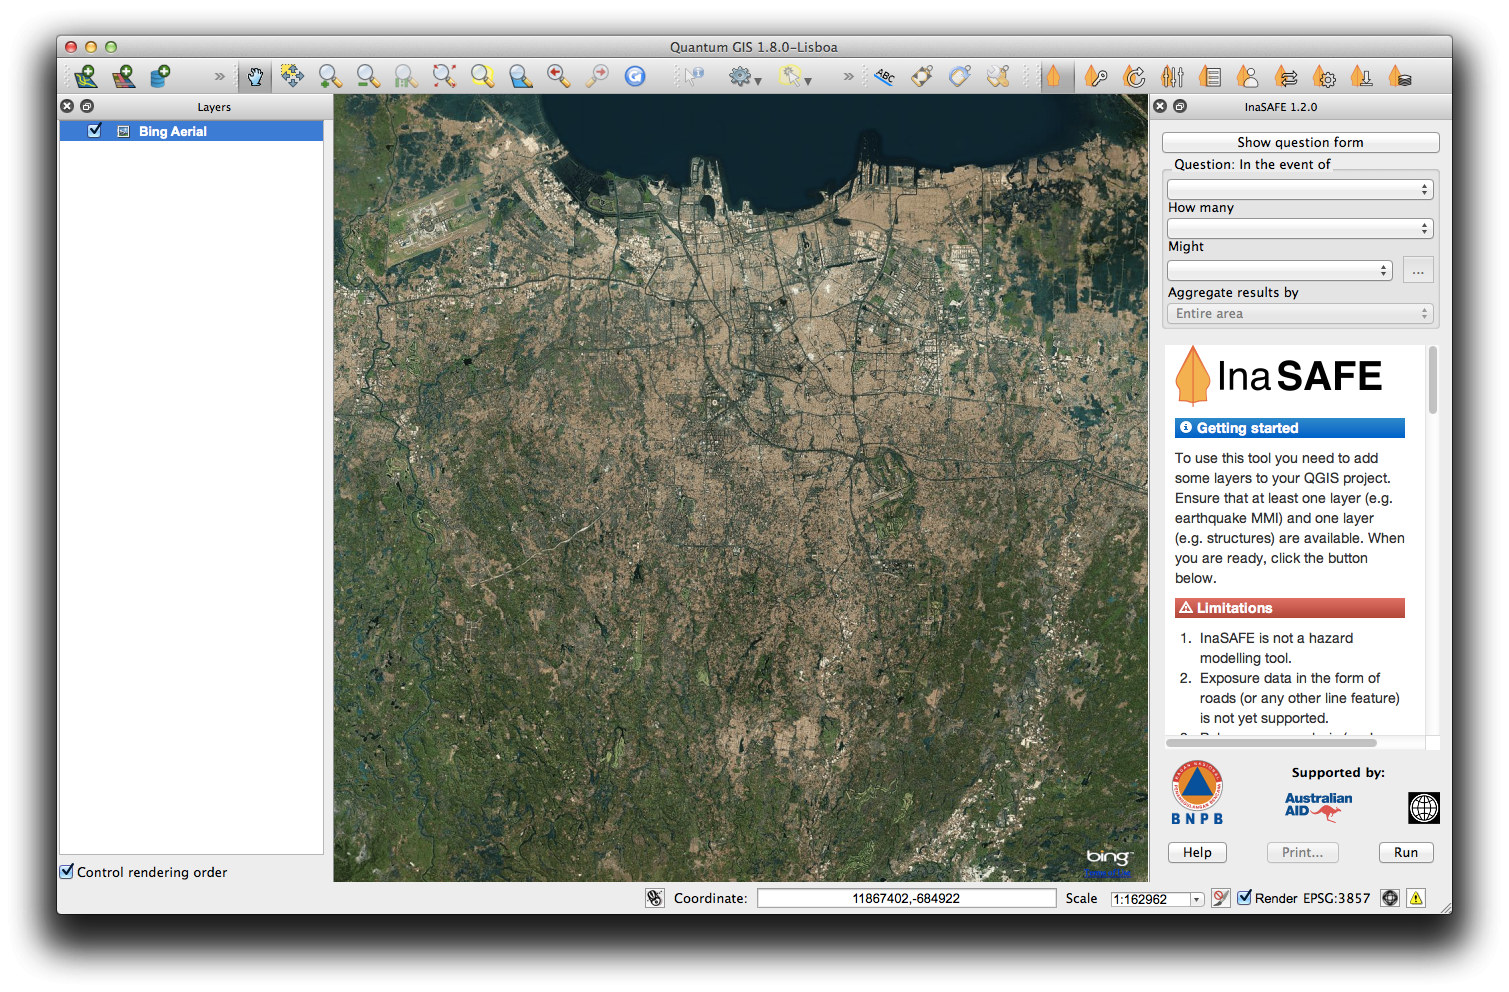 Quantum GIS 1.8.0-Lisboa
ABC
Layers
InaSAFE 1.2.0
Bing Aerial
Show question form
Question: In the event of
How many
Might
...
Aggregate results by
Entire area
InaSAFE
Getting started
To use this tool you need to add
some layers to your QGIS project.
Ensure that at least one layer (e.g.
earthquake MMI) and one layer
(e.g. structures) are available. When
you are ready, click the button
below.
Limitations
1. InaSAFE is not a hazard
modelling tool.
2. Exposure data in the form of
roads (or any other line feature)
is not yet supported.
Supported by:
BNPB
Australian
AID
bing
Help
Print...
Run
Control rendering order
Coordinate:
11867402,-684922
Scale
1:162962
Render
EPSG:3857